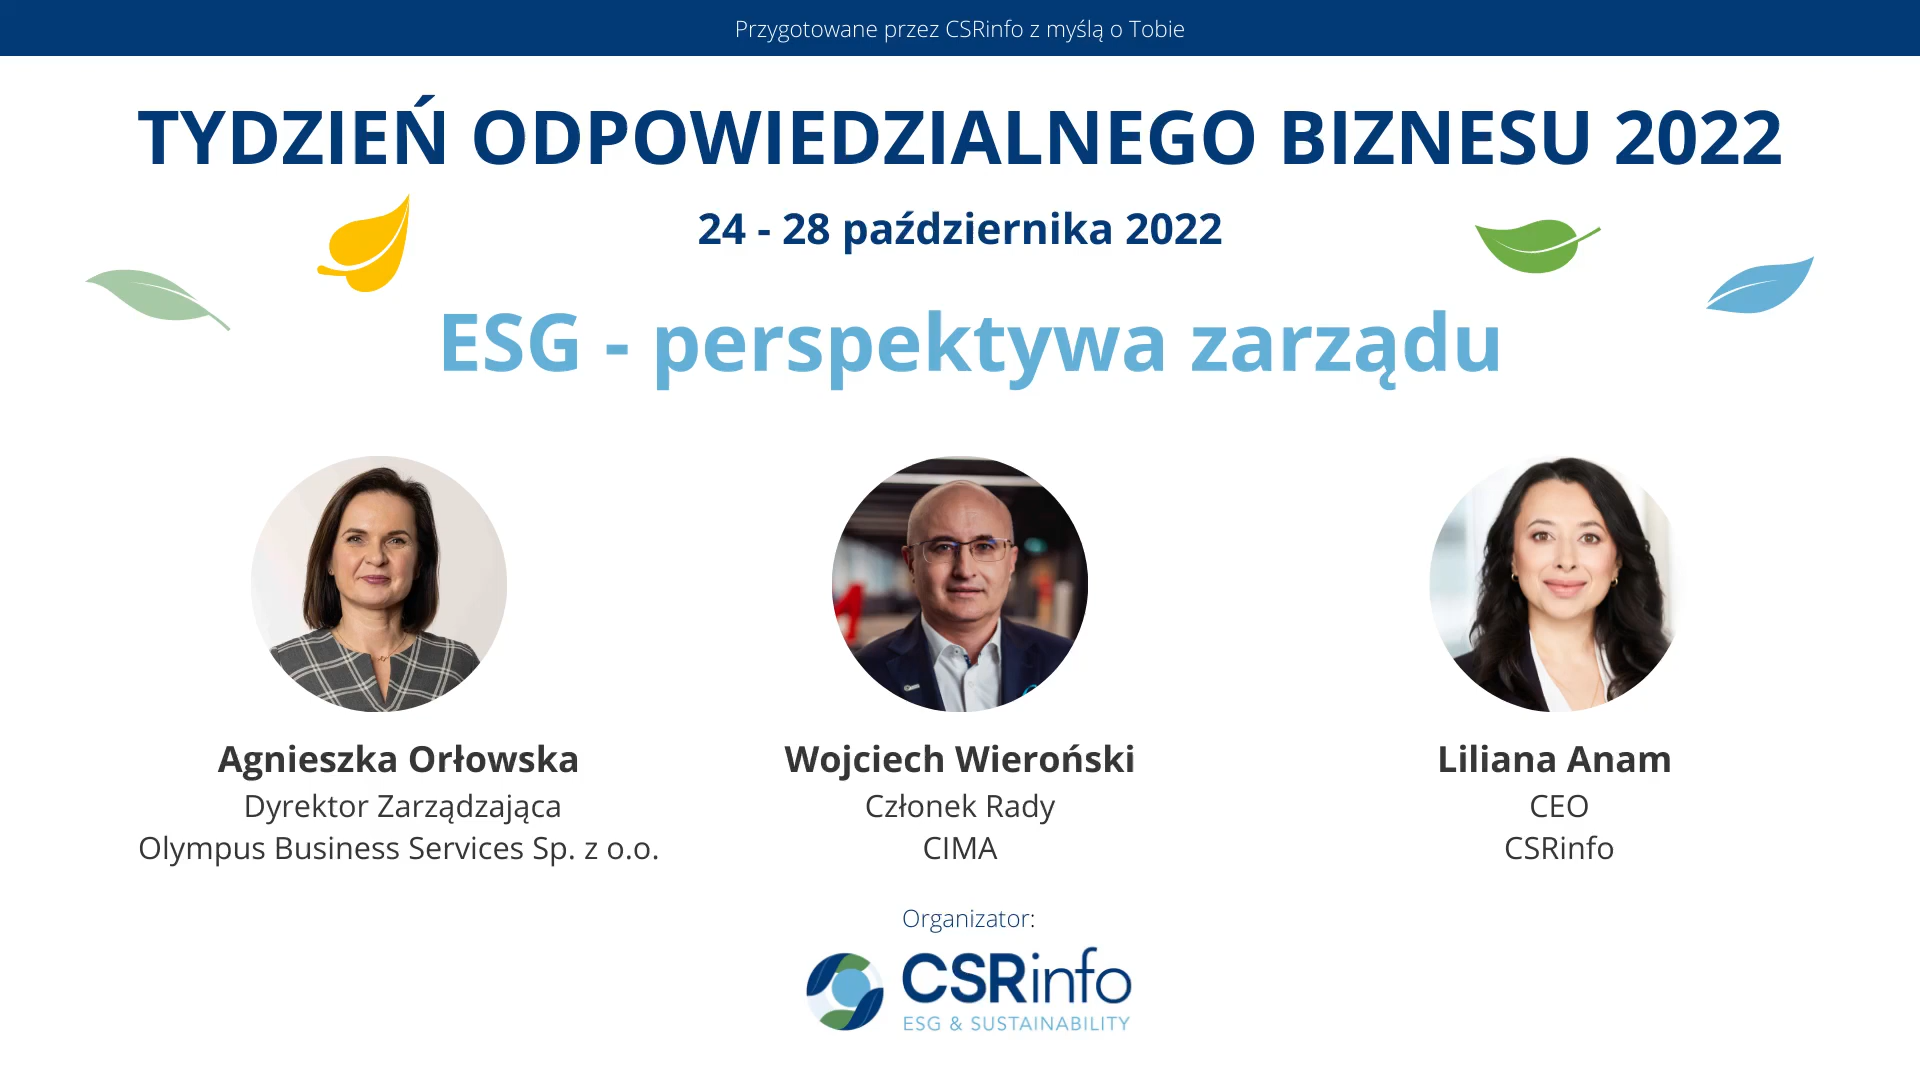 Przygotowane przez CSRinfo z myślą o Tobie
TYDZIEŃ ODPOWIEDZIALNEGO BIZNESU 2022
24 - 28 października 2022
ESG - perspektywa zarządu
Agnieszka Orłowska
Dyrektor Zarządzająca
Olympus Business Services Sp. z o.o.
Wojciech Wieroński
Członek Rady
CIMA
Liliana Anam
CEO
CSRinfo
Organizator:
CSRinfo
ESG & SUSTAINABILITY